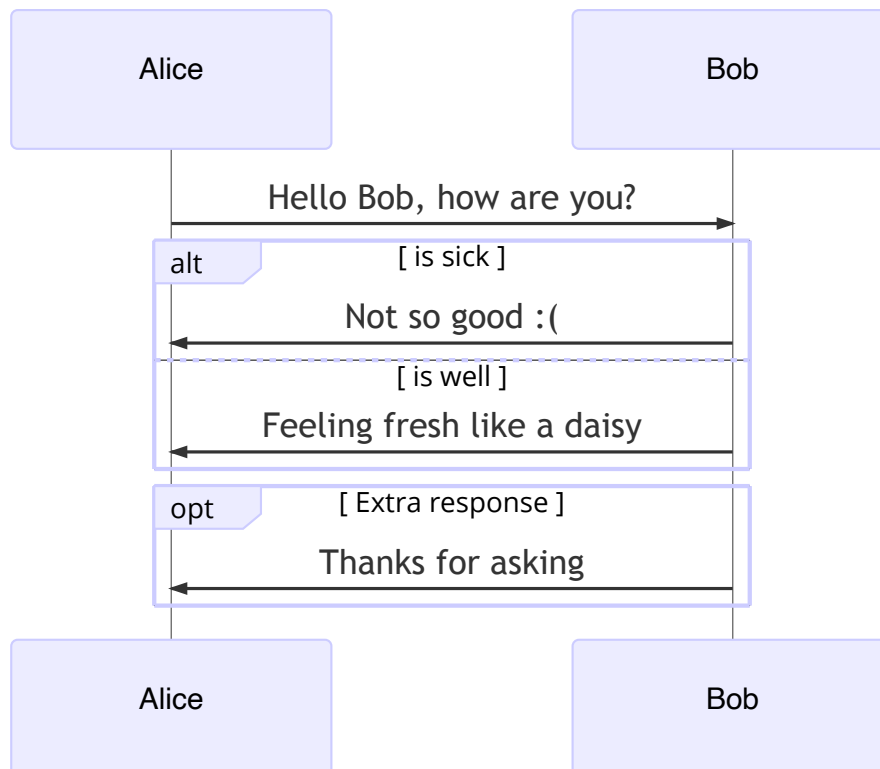 Alice
Bob
Hello Bob, how are you?
alt
[ is sick ]
Not so good :(
[ is well ]
Feeling fresh like a daisy
opt
[ Extra response ]
Thanks for asking
Alice
Bob